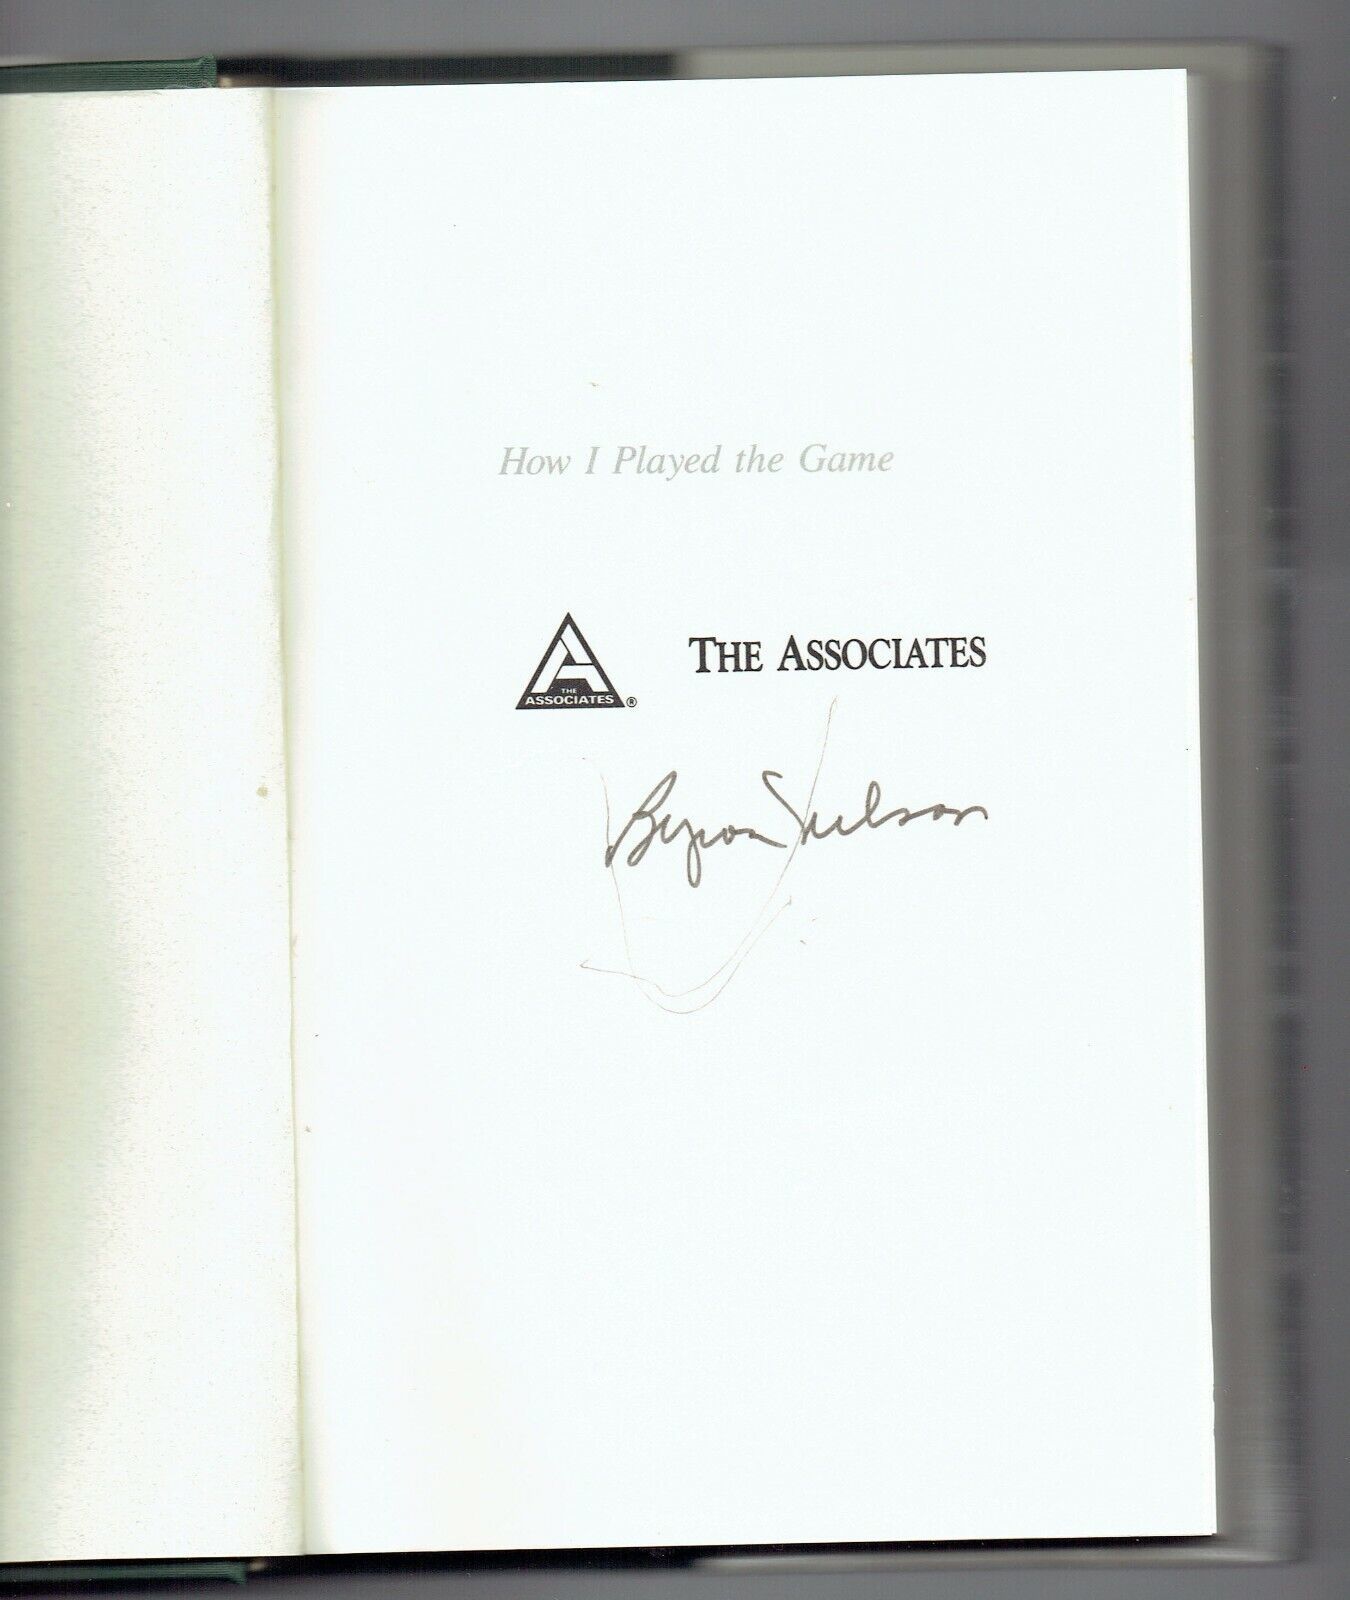 How I Played the Game
THE ASSOCIATES
THE
ASSOCIATES ®
Byron Nelson